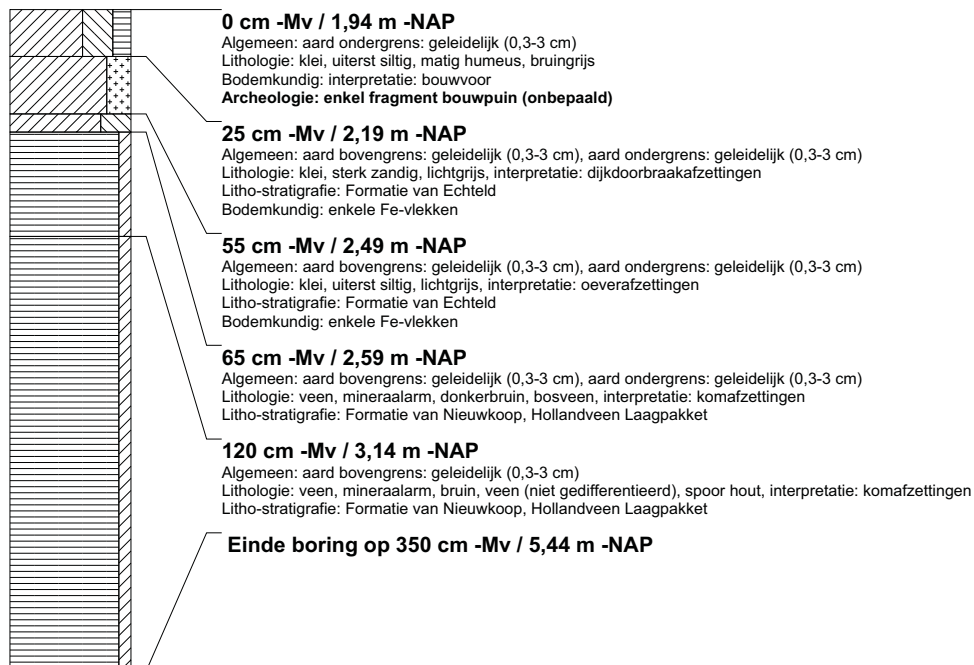 0 cm -Mv / 1,94 m -NAP
Algemeen: aard ondergrens: geleidelijk (0,3-3 cm)
Lithologie: klei, uiterst siltig, matig humeus, bruingrijs
Bodemkundig: interpretatie: bouwvoor
Archeologie: enkel fragment bouwpuin (onbepaald)
25 cm -Mv / 2,19 m -NAP
Algemeen: aard bovengrens: geleidelijk (0,3-3 cm), aard ondergrens: geleidelijk (0,3-3 cm)
Lithologie: klei, sterk zandig, lichtgrijs, interpretatie: dijkdoorbraakafzettingen
Litho-stratigrafie: Formatie van Echteld
Bodemkundig: enkele Fe-vlekken
55 cm -Mv / 2,49 m -NAP
Algemeen: aard bovengrens: geleidelijk (0,3-3 cm), aard ondergrens: geleidelijk (0,3-3 cm)
Lithologie: klei, uiterst siltig, lichtgrijs, interpretatie: oeverafzettingen
Litho-stratigrafie: Formatie van Echteld
Bodemkundig: enkele Fe-vlekken
65 cm -Mv / 2,59 m -NAP
Algemeen: aard bovengrens: geleidelijk (0,3-3 cm), aard ondergrens: geleidelijk (0,3-3 cm)
Lithologie: veen, mineraalarm, donkerbruin, bosveen, interpretatie: komafzettingen
Litho-stratigrafie: Formatie van Nieuwkoop, Hollandveen Laagpakket
120 cm -Mv / 3,14 m -NAP
Algemeen: aard bovengrens: geleidelijk (0,3-3 cm)
Lithologie: veen, mineraalarm, bruin, veen (niet gedifferentieerd), spoor hout, interpretatie: komafzettingen
Litho-stratigrafie: Formatie van Nieuwkoop, Hollandveen Laagpakket
Einde boring op 350 cm -Mv / 5,44 m -NAP